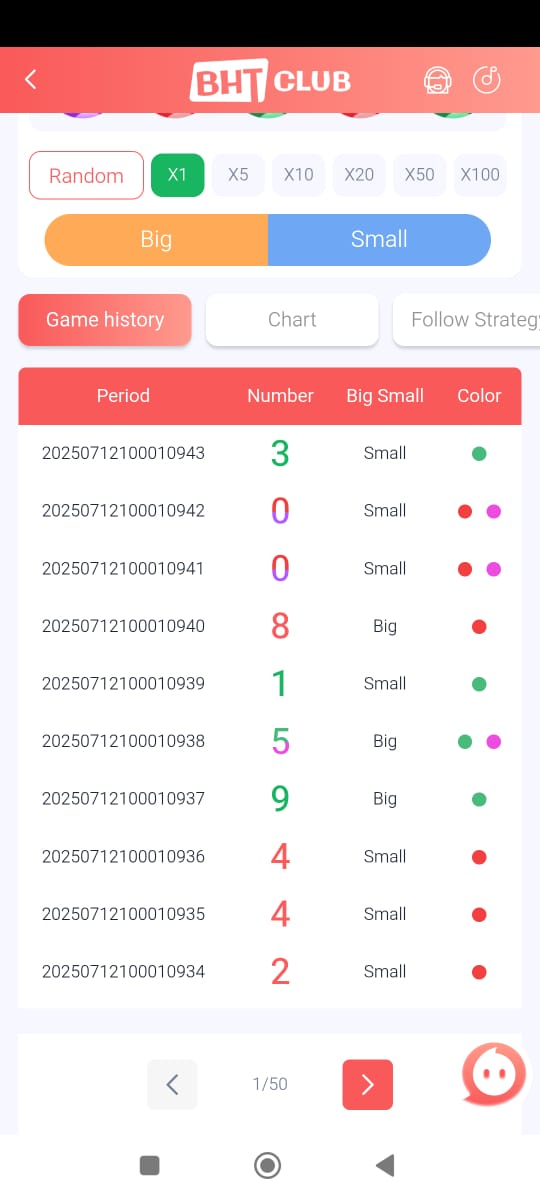 BHT CLUB
Random X1 X5 X10 X20 X50 X100
Big Small
Game history Chart Follow Strategy
Period Number Big Small Color
20250712100010943 3 Small
20250712100010942 0 Small
20250712100010941 0 Small
20250712100010940 8 Big
20250712100010939 1 Small
20250712100010938 5 Big
20250712100010937 9 Big
20250712100010936 4 Small
20250712100010935 4 Small
20250712100010934 2 Small
1/50